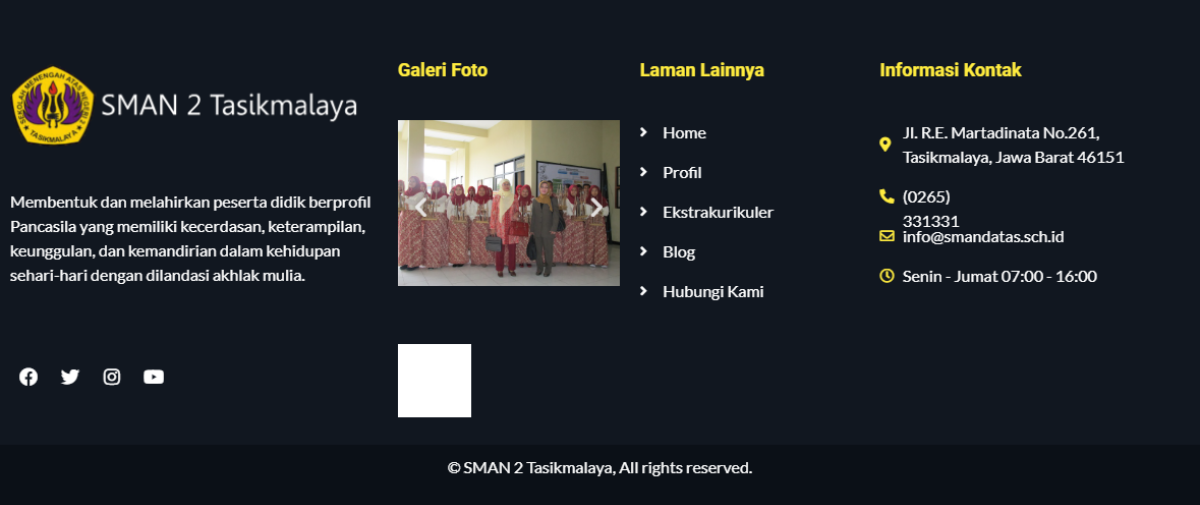 SEKOLAH MENENGAH ATAS NEGERI 2
TASIKMALAYA
SMAN 2 Tasikmalaya
Membentuk dan melahirkan peserta didik berprofil
Pancasila yang memiliki kecerdasan, keterampilan,
keunggulan, dan kemandirian dalam kehidupan
sehari-hari dengan dilandasi akhlak mulia.
Galeri Foto
Laman Lainnya
Home
Profil
Ekstrakurikuler
Blog
Hubungi Kami
Informasi Kontak
Jl. R.E. Martadinata No.261,
Tasikmalaya, Jawa Barat 46151
(0265)
331331
info@smandatas.sch.id
Senin - Jumat 07:00 - 16:00
© SMAN 2 Tasikmalaya, All rights reserved.